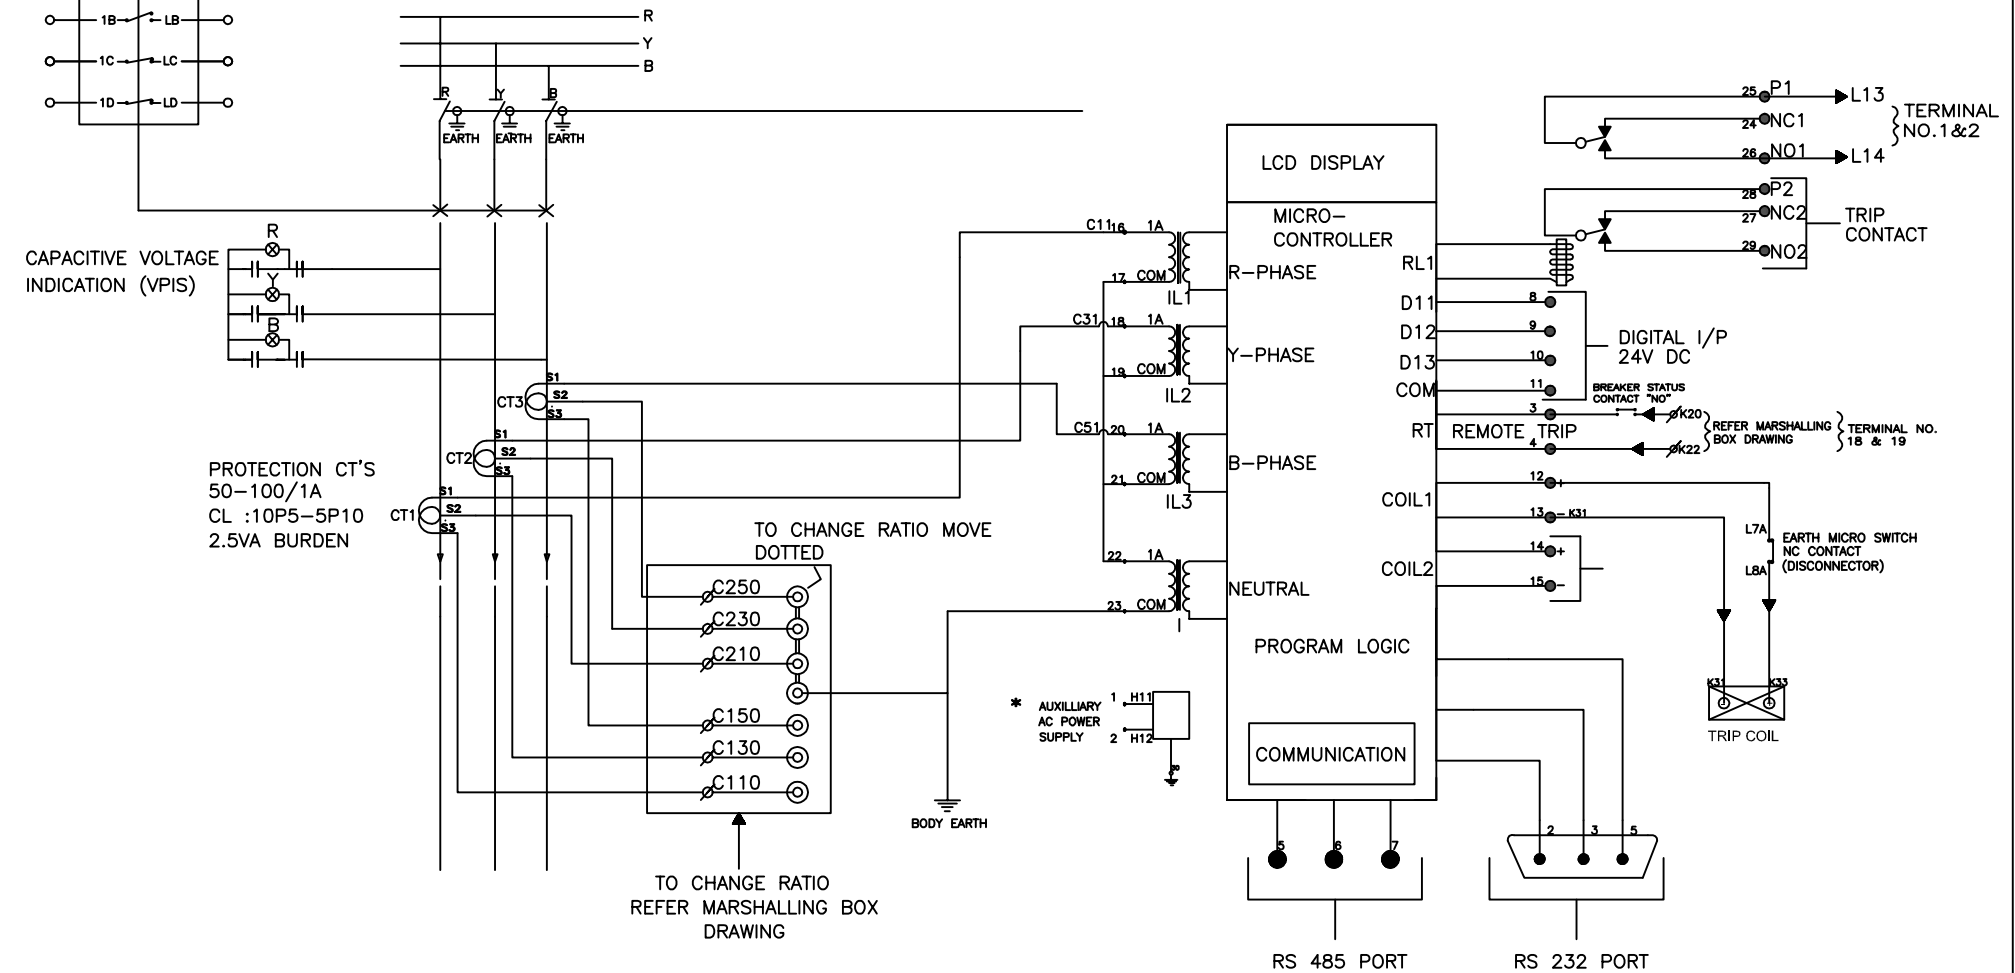 1B LB
1C LC
1D LD
R
Y
B
R Y B
EARTH EARTH EARTH
CAPACITIVE VOLTAGE
INDICATION (VPIS)
R
Y
B
PROTECTION CT'S
50-100/1A
CL :10P5-5P10
2.5VA BURDEN
CT3 S1 S2 S3
CT2 S1 S2 S3
CT1 S1 S2 S3
TO CHANGE RATIO MOVE
DOTTED
C250
C230
C210
C150
C130
C110
TO CHANGE RATIO
REFER MARSHALLING BOX
DRAWING
BODY EARTH
C11 16 1A
17 COM
IL1
C31 18 1A
19 COM
IL2
C51 20 1A
21 COM
IL3
22 1A
23 COM
I
* AUXILLIARY
AC POWER
SUPPLY
1 H11
2 H12
30
LCD DISPLAY
MICRO-
CONTROLLER
R-PHASE
Y-PHASE
B-PHASE
NEUTRAL
RL1
D11
D12
D13
COM
RT
COIL1
COIL2
PROGRAM LOGIC
COMMUNICATION
5 6 7
RS 485 PORT
2 3 5
RS 232 PORT
25 P1 L13
24 NC1
26 NO1 L14
TERMINAL
NO.1&2
28 P2
27 NC2
29 NO2
TRIP
CONTACT
8
9
10
11
DIGITAL I/P
24V DC
BREAKER STATUS
CONTACT "NO"
3 K20
REMOTE TRIP
4 K22
REFER MARSHALLING
BOX DRAWING
TERMINAL NO.
18 & 19
12 +
13 - K31
14 +
15 -
L7A
L8A
EARTH MICRO SWITCH
NC CONTACT
(DISCONNECTOR)
K31 K33
TRIP COIL